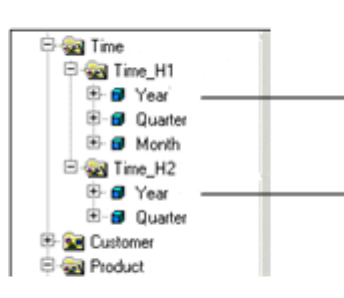 Time
Time_H1
Year
Quarter
Month
Time_H2
Year
Quarter
Customer
Product